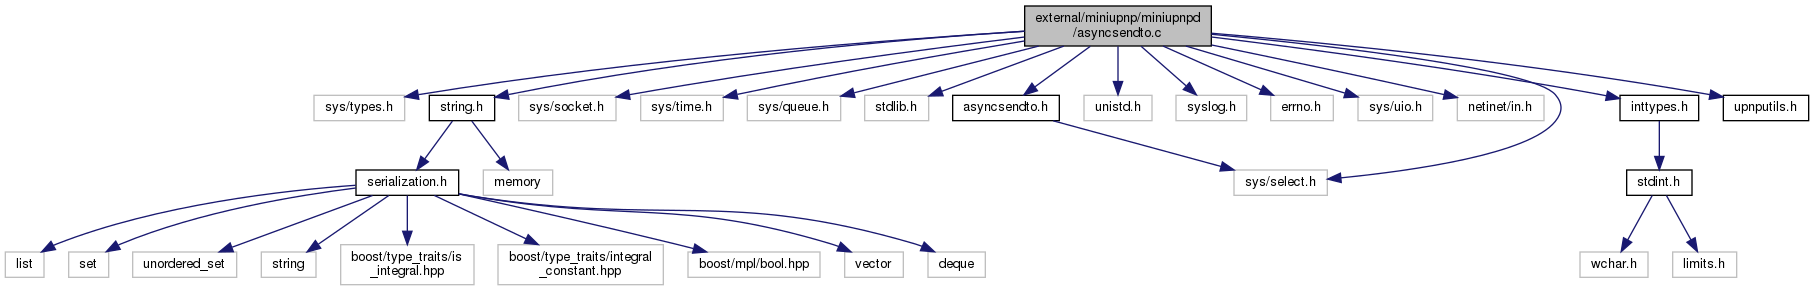 external/miniupnp/miniupnpd
/asyncsendto.c
sys/types.h
string.h
sys/socket.h
sys/time.h
sys/queue.h
stdlib.h
asyncsendto.h
unistd.h
syslog.h
errno.h
sys/uio.h
netinet/in.h
inttypes.h
upnputils.h
serialization.h
memory
sys/select.h
stdint.h
list
set
unordered_set
string
boost/type_traits/is
_integral.hpp
boost/type_traits/integral
_constant.hpp
boost/mpl/bool.hpp
vector
deque
wchar.h
limits.h